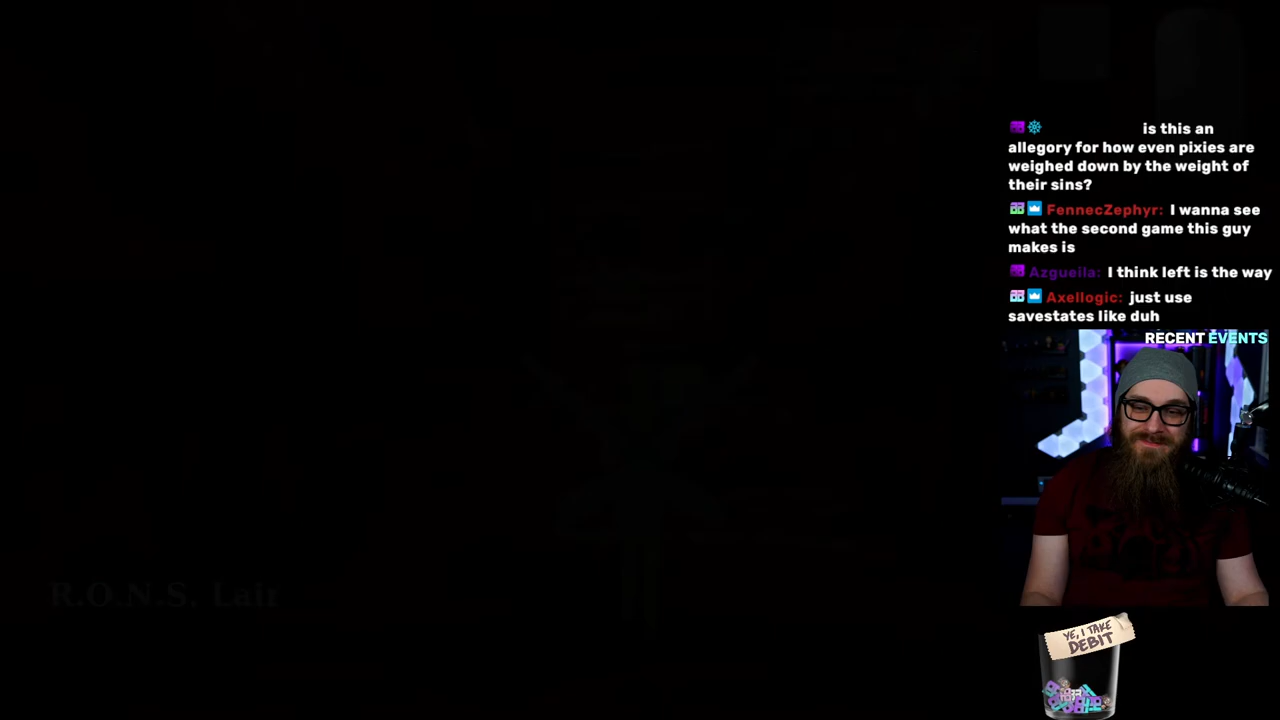 is this an
allegory for how even pixies are
weighed down by the weight of
their sins?
FennecZephyr: I wanna see
what the second game this guy
makes is
Azgueila: I think left is the way
Axellogic: just use
savestates like duh
RECENT EVENTS
R.O.N.S. Lair
YE, I TAKE
DEBIT